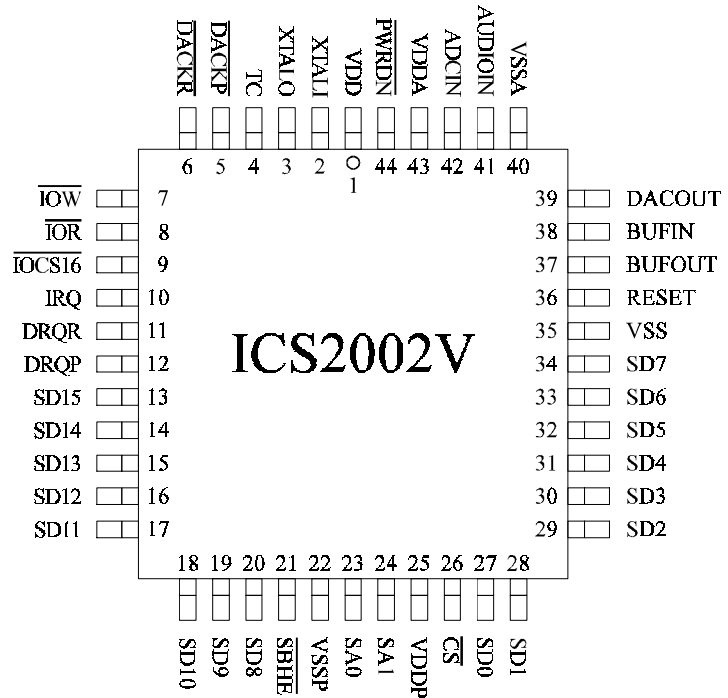 DACKR DACKP TC XTALO XTALI VDD PWRDN VDDA ADCIN AUDIOIN VSSA
6 5 4 3 2 1 44 43 42 41 40
IOW 7 39 DACOUT
IOR 8 38 BUFIN
IOCS16 9 37 BUFOUT
IRQ 10 36 RESET
DRQR 11 35 VSS
DRQP 12 ICS2002V 34 SD7
SD15 13 33 SD6
SD14 14 32 SD5
SD13 15 31 SD4
SD12 16 30 SD3
SD11 17 29 SD2
18 19 20 21 22 23 24 25 26 27 28
SD10 SD9 SD8 SBHE VSSP SA0 SA1 VDDP CS SD0 SD1